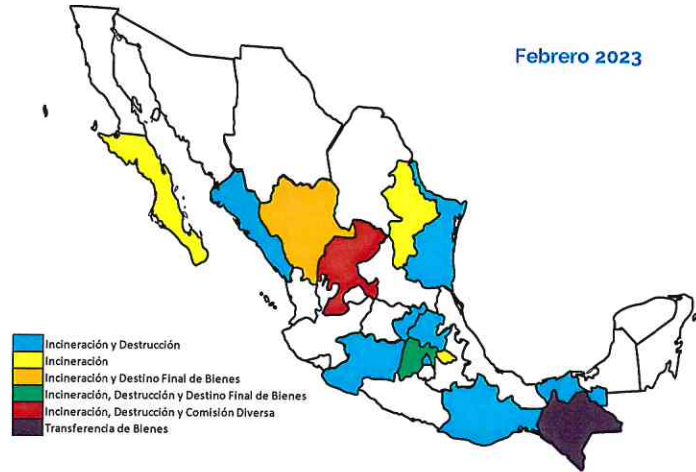 Febrero 2023
Incineración y Destrucción
Incineración
Incineración y Destino Final de Bienes
Incineración, Destrucción y Destino Final de Bienes
Incineración, Destrucción y Comisión Diversa
Transferencia de Bienes